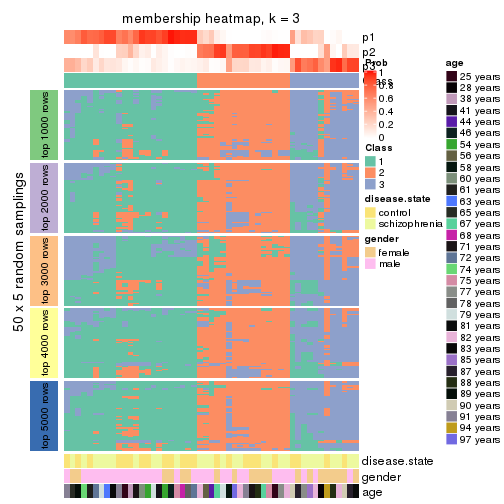 membership heatmap, k = 3
p1
p2
p3
Class
50 x 5 random samplings
top 1000 rows
top 2000 rows
top 3000 rows
top 4000 rows
top 5000 rows
disease.state
gender
age
Prob
1
0.8
0.6
0.4
0.2
0
Class
1
2
3
disease.state
control
schizophrenia
gender
female
male
age
25 years
28 years
38 years
41 years
44 years
46 years
54 years
56 years
58 years
60 years
61 years
63 years
65 years
67 years
68 years
71 years
72 years
74 years
75 years
77 years
78 years
79 years
81 years
82 years
83 years
85 years
87 years
88 years
89 years
90 years
91 years
94 years
97 years